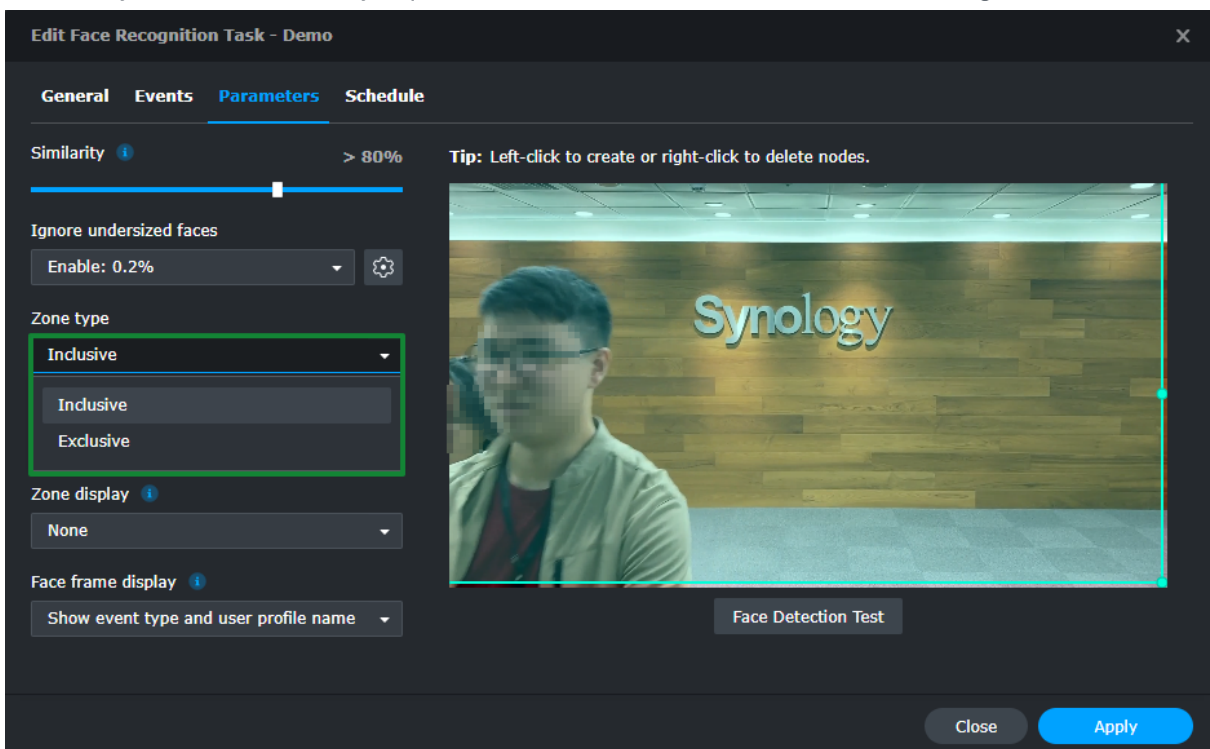 Edit Face Recognition Task - Demo
General Events Parameters Schedule
Similarity
> 80%
Ignore undersized faces
Enable: 0.2%
Zone type
Inclusive
Inclusive
Exclusive
Zone display
None
Face frame display
Show event type and user profile name
Tip: Left-click to create or right-click to delete nodes.
Synology
Face Detection Test
Close Apply